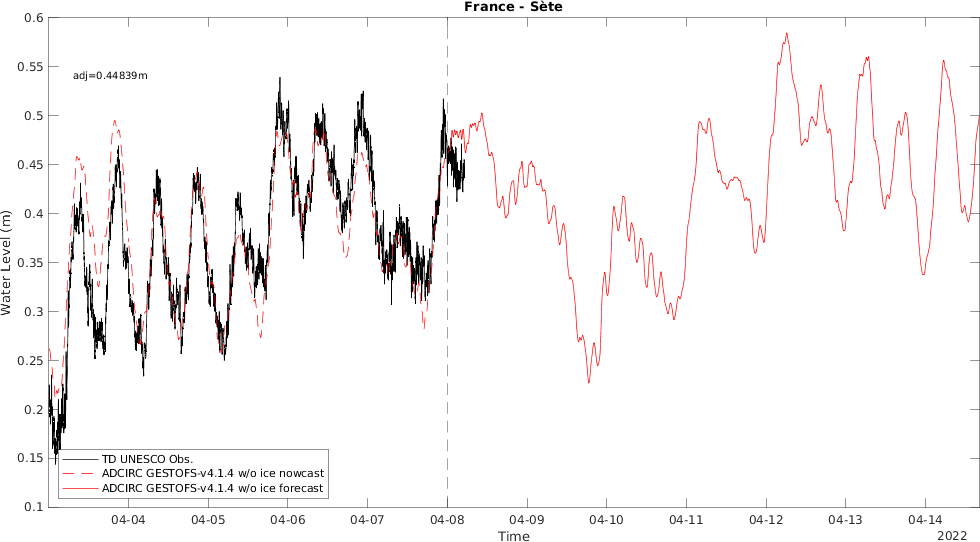 France - Sète
0.6
0.55
adj=0.44839m
0.5
0.45
0.4
0.35
0.3
0.25
0.2
0.15
0.1
Water Level (m)
TD UNESCO Obs.
ADCIRC GESTOFS-v4.1.4 w/o ice nowcast
ADCIRC GESTOFS-v4.1.4 w/o ice forecast
04-04 04-05 04-06 04-07 04-08 04-09 04-10 04-11 04-12 04-13 04-14
Time
2022